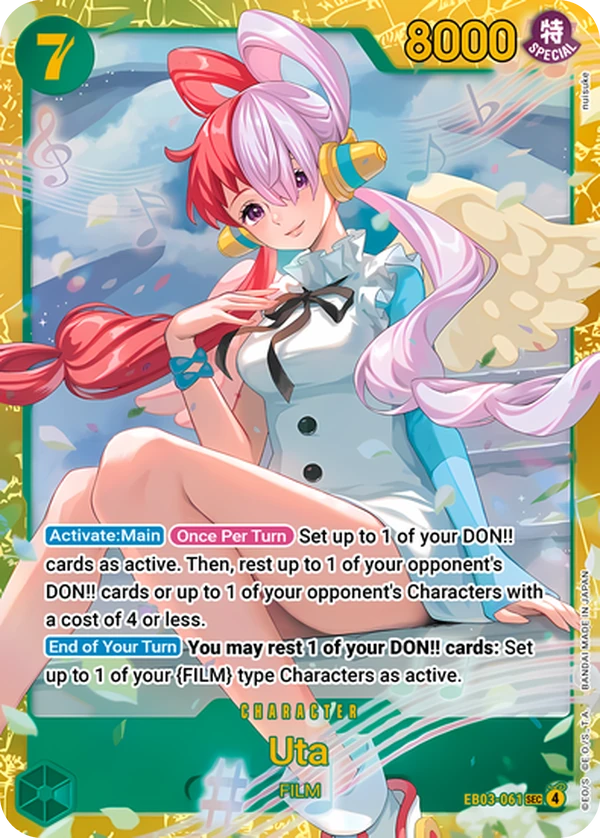 7
8000
特
SPECIAL
nuisuke
Activate:Main Once Per Turn Set up to 1 of your DON!!
cards as active. Then, rest up to 1 of your opponent's
DON!! cards or up to 1 of your opponent's Characters with
a cost of 4 or less.
End of Your Turn You may rest 1 of your DON!! cards: Set
up to 1 of your {FILM} type Characters as active.
©E.O/S. ©E.O./S.,T.A. BANDAI MADE IN JAPAN
CHARACTER
Uta
FILM
EB03-061 SEC 4